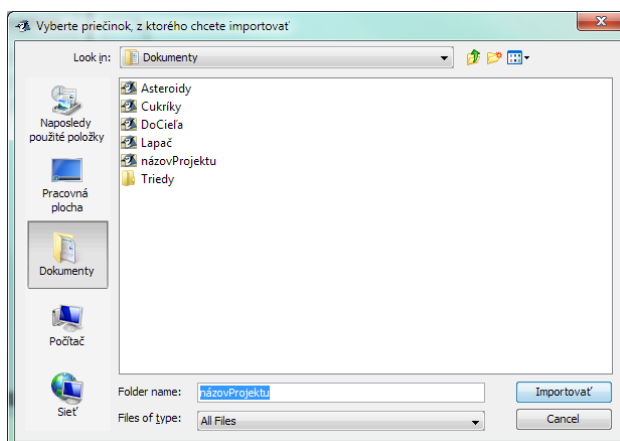 Vyberte priečinok, z ktorého chcete importovať
Look in:
Dokumenty
Asteroidy
Cukríky
DoCieľa
Lapač
názovProjektu
Triedy
Naposledy
použité položky
Pracovná
plocha
Dokumenty
Počítač
Sieť
Folder name:
názovProjektu
Importovať
Files of type:
All Files
Cancel